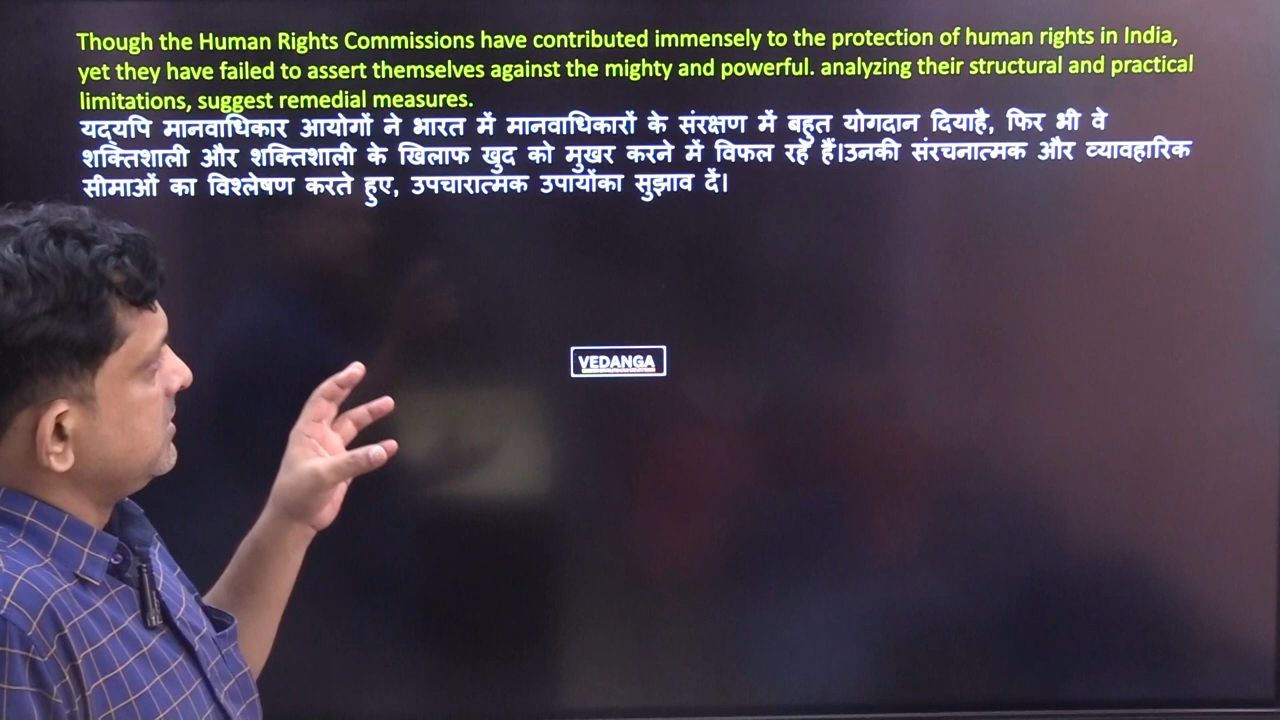 Though the Human Rights Commissions have contributed immensely to the protection of human rights in India,
yet they have failed to assert themselves against the mighty and powerful. analyzing their structural and practical
limitations, suggest remedial measures.
यद्यपि मानवाधिकार आयोगों ने भारत में मानवाधिकारों के संरक्षण में बहुत योगदान दियाहै, फिर भी वे
शक्तिशाली और शक्तिशाली के खिलाफ खुद को मुखर करने में विफल रहे हैं।उनकी संरचनात्मक और व्यावहारिक
सीमाओं का विश्लेषण करते हुए, उपचारात्मक उपायोंका सुझाव दें।
VEDANGA